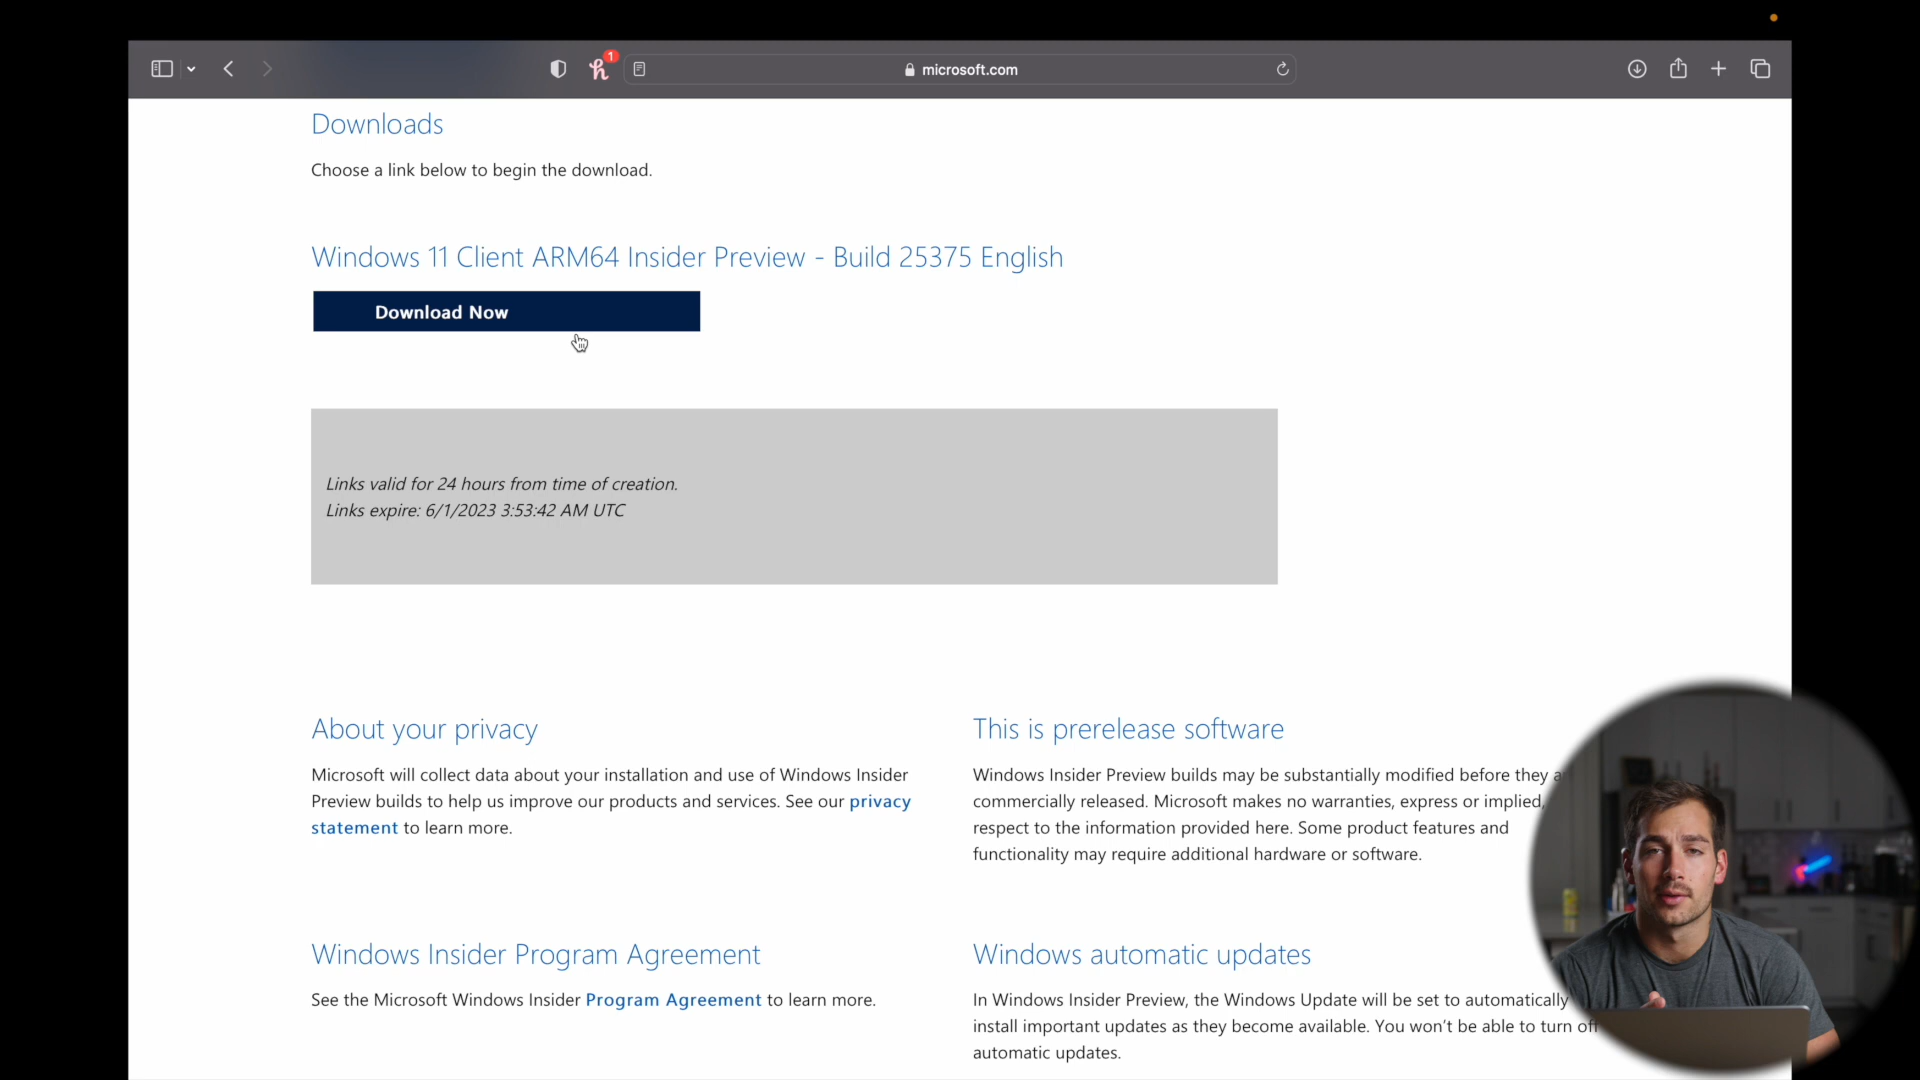 1
microsoft.com
Downloads
Choose a link below to begin the download.
Windows 11 Client ARM64 Insider Preview - Build 25375 English
Download Now
Links valid for 24 hours from time of creation.
Links expire: 6/1/2023 3:53:42 AM UTC
About your privacy
Microsoft will collect data about your installation and use of Windows Insider
Preview builds to help us improve our products and services. See our privacy
statement to learn more.
This is prerelease software
Windows Insider Preview builds may be substantially modified before they
commercially released. Microsoft makes no warranties, express or implied,
respect to the information provided here. Some product features and
functionality may require additional hardware or software.
Windows Insider Program Agreement
See the Microsoft Windows Insider Program Agreement to learn more.
Windows automatic updates
In Windows Insider Preview, the Windows Update will be set to automatically
install important updates as they become available. You won't be able to turn off
automatic updates.